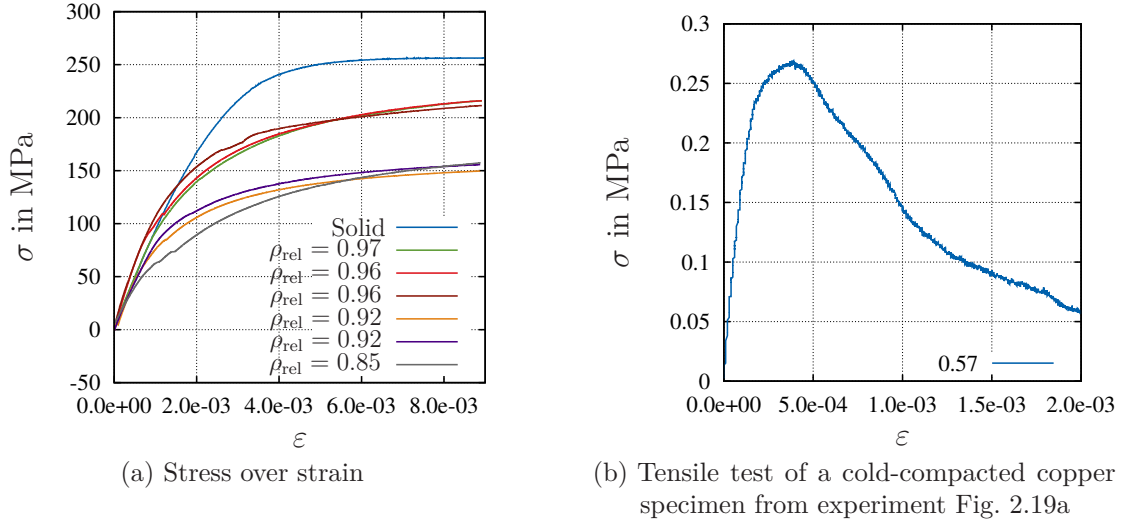 300
250
200
150
100
50
0
-50
σ in MPa
Solid
ρrel = 0.97
ρrel = 0.96
ρrel = 0.96
ρrel = 0.92
ρrel = 0.92
ρrel = 0.85
0.0e+00 2.0e-03 4.0e-03 6.0e-03 8.0e-03
ε
(a) Stress over strain
0.3
0.25
0.2
0.15
0.1
0.05
0
σ in MPa
0.57
0.0e+00 5.0e-04 1.0e-03 1.5e-03 2.0e-03
ε
(b) Tensile test of a cold-compacted copper
specimen from experiment Fig. 2.19a